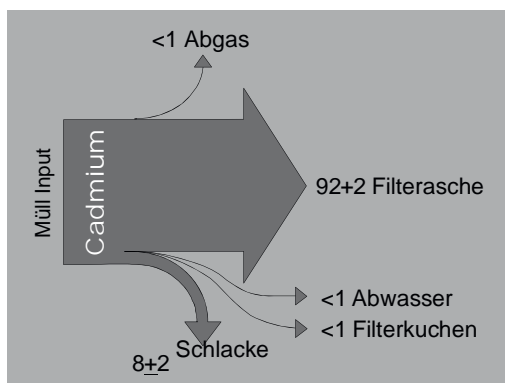 <1 Abgas
Müll Input
Cadmium
92+2 Filterasche
<1 Abwasser
<1 Filterkuchen
Schlacke
8±2